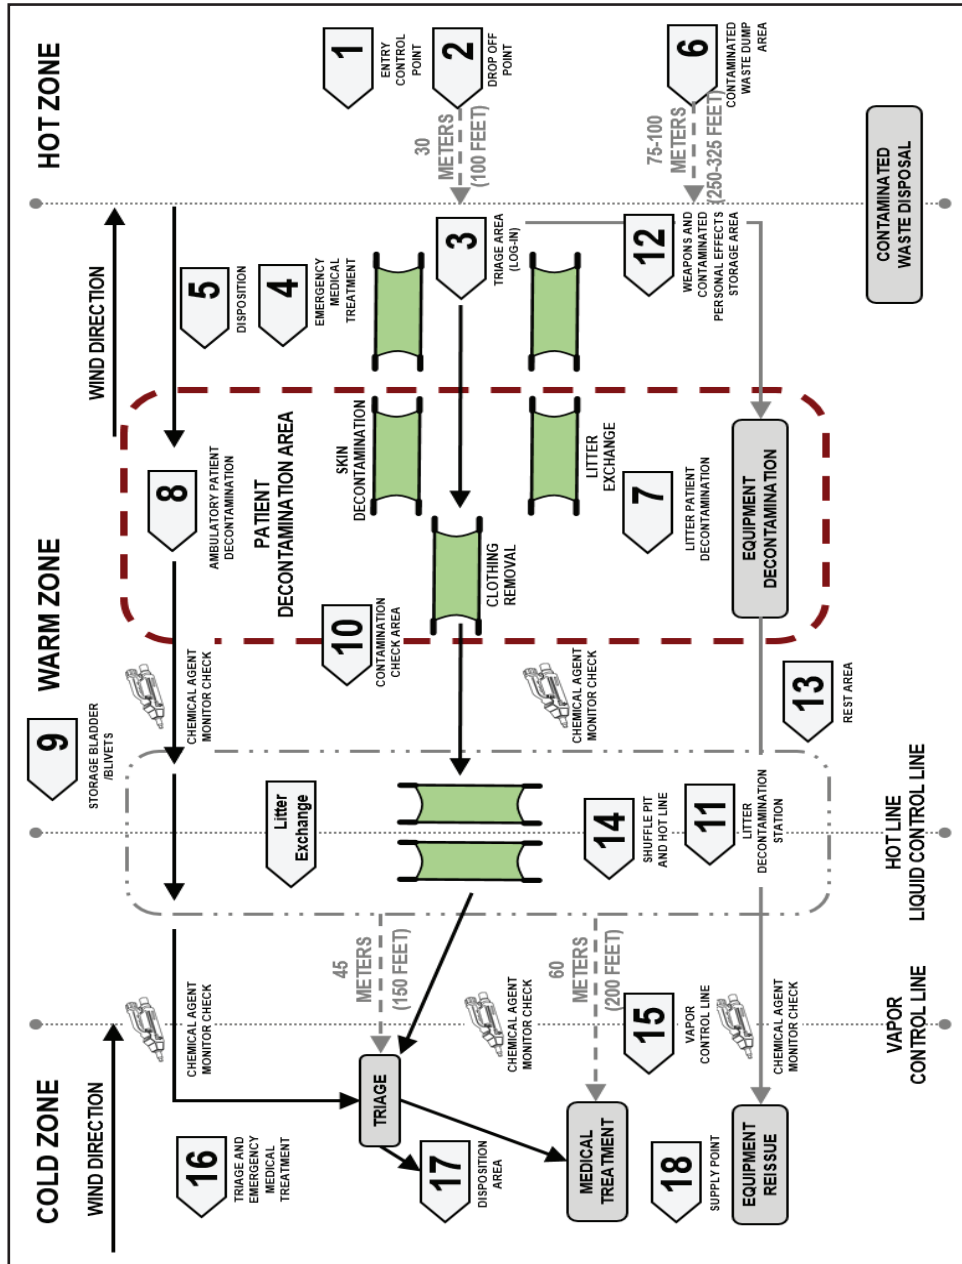 COLD ZONE
WARM ZONE
HOT ZONE
WIND DIRECTION
WIND DIRECTION
9
STORAGE BLADDER
/BLIVETS
16
TRIAGE AND
EMERGENCY
MEDICAL
TREATMENT
CHEMICAL AGENT
MONITOR CHECK
CHEMICAL AGENT
MONITOR CHECK
8
AMBULATORY PATIENT
DECONTAMINATION
5
DISPOSITION
4
EMERGENCY
MEDICAL
TREATMENT
PATIENT
DECONTAMINATION AREA
Litter
Exchange
10
CONTAMINATION
CHECK AREA
SKIN
DECONTAMINATION
1
ENTRY
CONTROL
POINT
45
METERS
(150 FEET)
TRIAGE
17
DISPOSITION
AREA
CHEMICAL AGENT
MONITOR CHECK
CLOTHING
REMOVAL
3
TRIAGE AREA
(LOG-IN)
30
METERS
(100 FEET)
2
DROP OFF
POINT
CHEMICAL AGENT
MONITOR CHECK
LITTER
EXCHANGE
MEDICAL
TREATMENT
60
METERS
(200 FEET)
14
SHUFFLE PIT
AND HOT LINE
7
LITTER PATIENT
DECONTAMINATION
12
WEAPONS AND
CONTAMINATED
PERSONAL EFFECTS
STORAGE AREA
75-100
METERS
(250-325 FEET)
6
CONTAMINATED
WASTE DUMP
AREA
18
SUPPLY POINT
15
VAPOR
CONTROL LINE
11
LITTER
DECONTAMINATION
STATION
13
REST AREA
EQUIPMENT
REISSUE
CHEMICAL AGENT
MONITOR CHECK
EQUIPMENT
DECONTAMINATION
CONTAMINATED
WASTE DISPOSAL
VAPOR
CONTROL LINE
HOT LINE
LIQUID CONTROL LINE